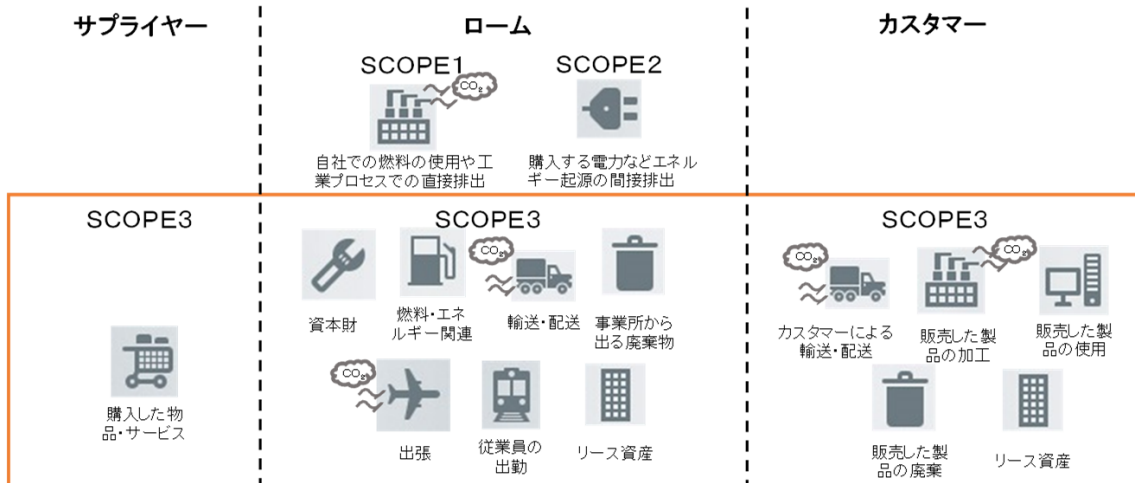 サプライヤー
ローム
カスタマー
SCOPE1
SCOPE2
CO₂
自社での燃料の使用や工
業プロセスでの直接排出
購入する電力などエネル
ギー起源の間接排出
SCOPE3
購入した物
品・サービス
SCOPE3
資本財
燃料・エネ
ルギー関連
CO₂
輸送・配送
事業所から
出る廃棄物
CO₂
出張
従業員の
出勤
リース資産
SCOPE3
CO₂
カスタマーによる
輸送・配送
CO₂
販売した製
品の加工
販売した製
品の使用
販売した製
品の廃棄
リース資産